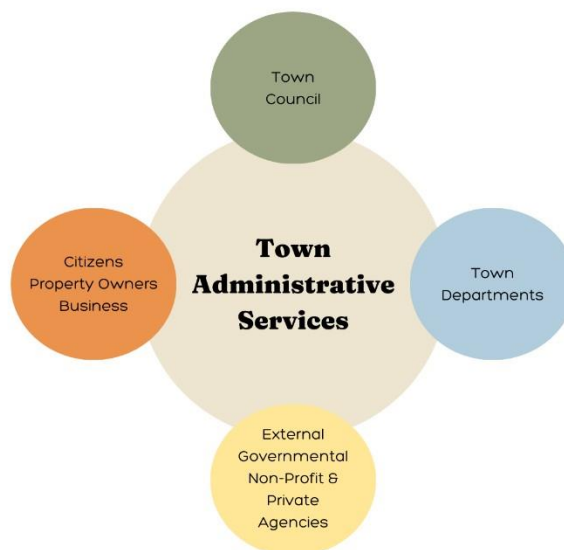 Town
Council
Citizens
Property Owners
Business
Town
Administrative
Services
Town
Departments
External
Governmental
Non-Profit &
Private
Agencies